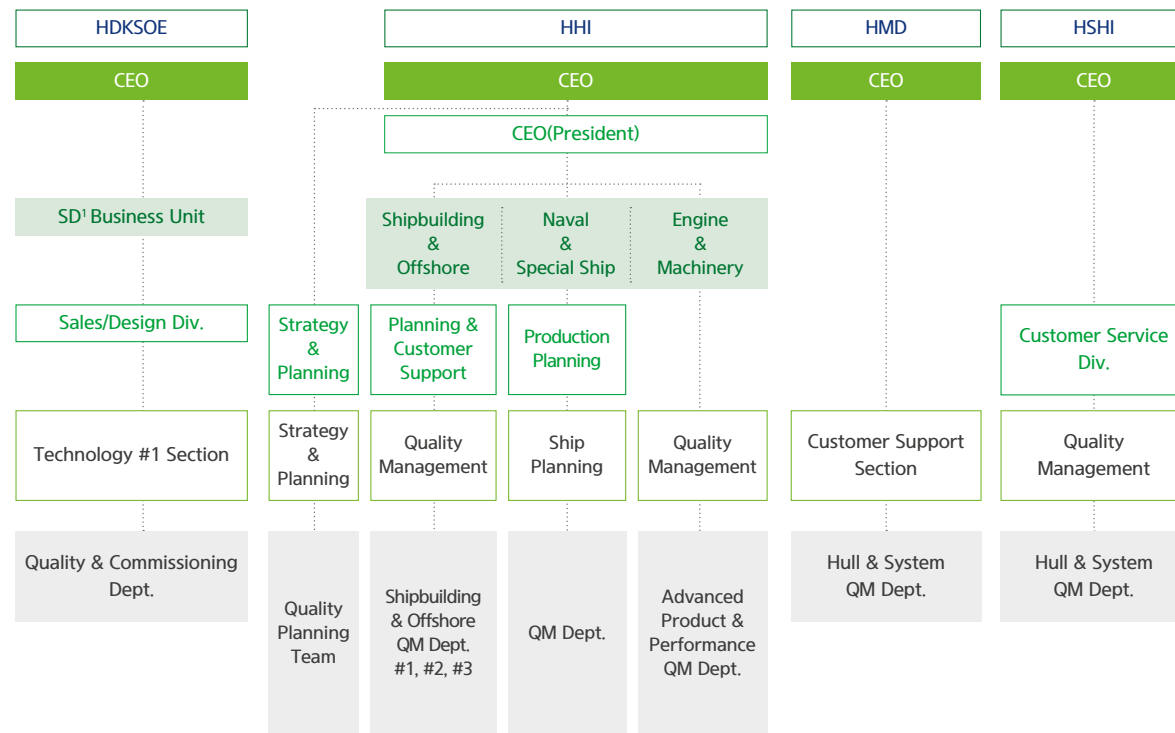 HDKSOE
HHI
HMD
HSHI
CEO
CEO
CEO
CEO
CEO(President)
SD¹ Business Unit
Shipbuilding
&
Offshore
Naval
&
Special Ship
Engine
&
Machinery
Sales/Design Div.
Strategy
&
Planning
Planning &
Customer
Support
Production
Planning
Customer Service
Div.
Technology #1 Section
Strategy
&
Planning
Quality
Management
Ship
Planning
Quality
Management
Customer Support
Section
Quality
Management
Quality & Commissioning
Dept.
Quality
Planning
Team
Shipbuilding
& Offshore
QM Dept.
#1, #2, #3
QM Dept.
Advanced
Product &
Performance
QM Dept.
Hull & System
QM Dept.
Hull & System
QM Dept.